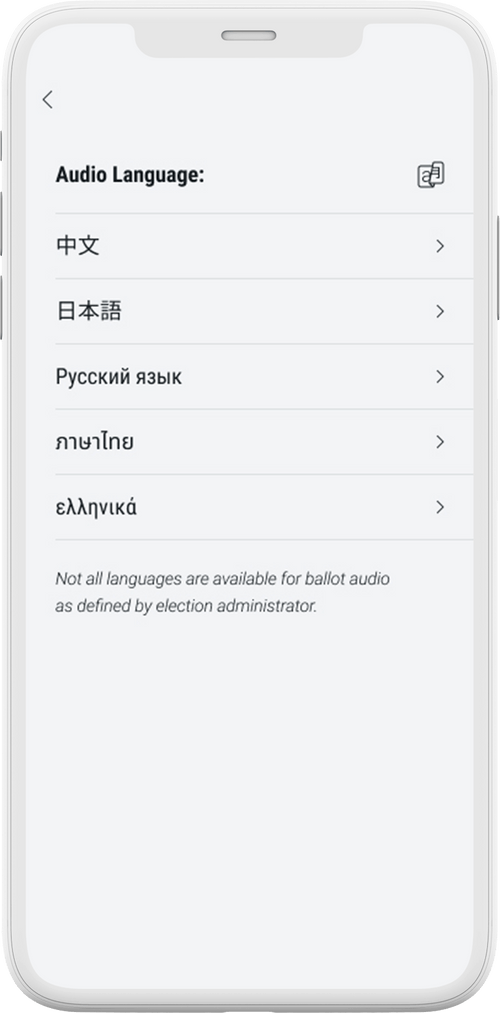 Audio Language:
中文
日本語
Русский язык
ภาษาไทย
ελληνικά
Not all languages are available for ballot audio
as defined by election administrator.